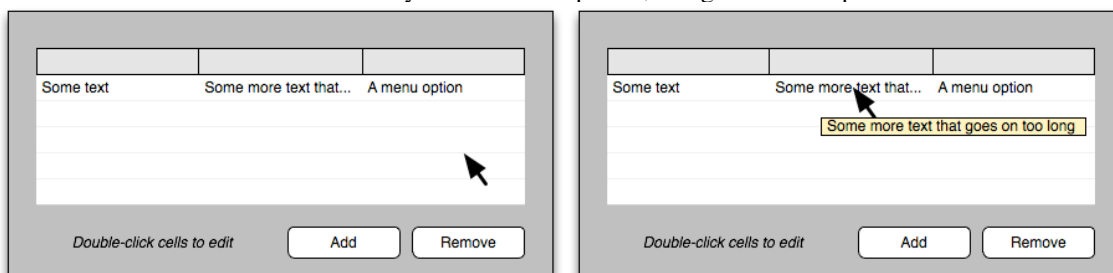 Some text Some more text that... A menu option
Double-click cells to edit Add Remove
Some text Some more text that... A menu option
Some more text that goes on too long
Double-click cells to edit Add Remove